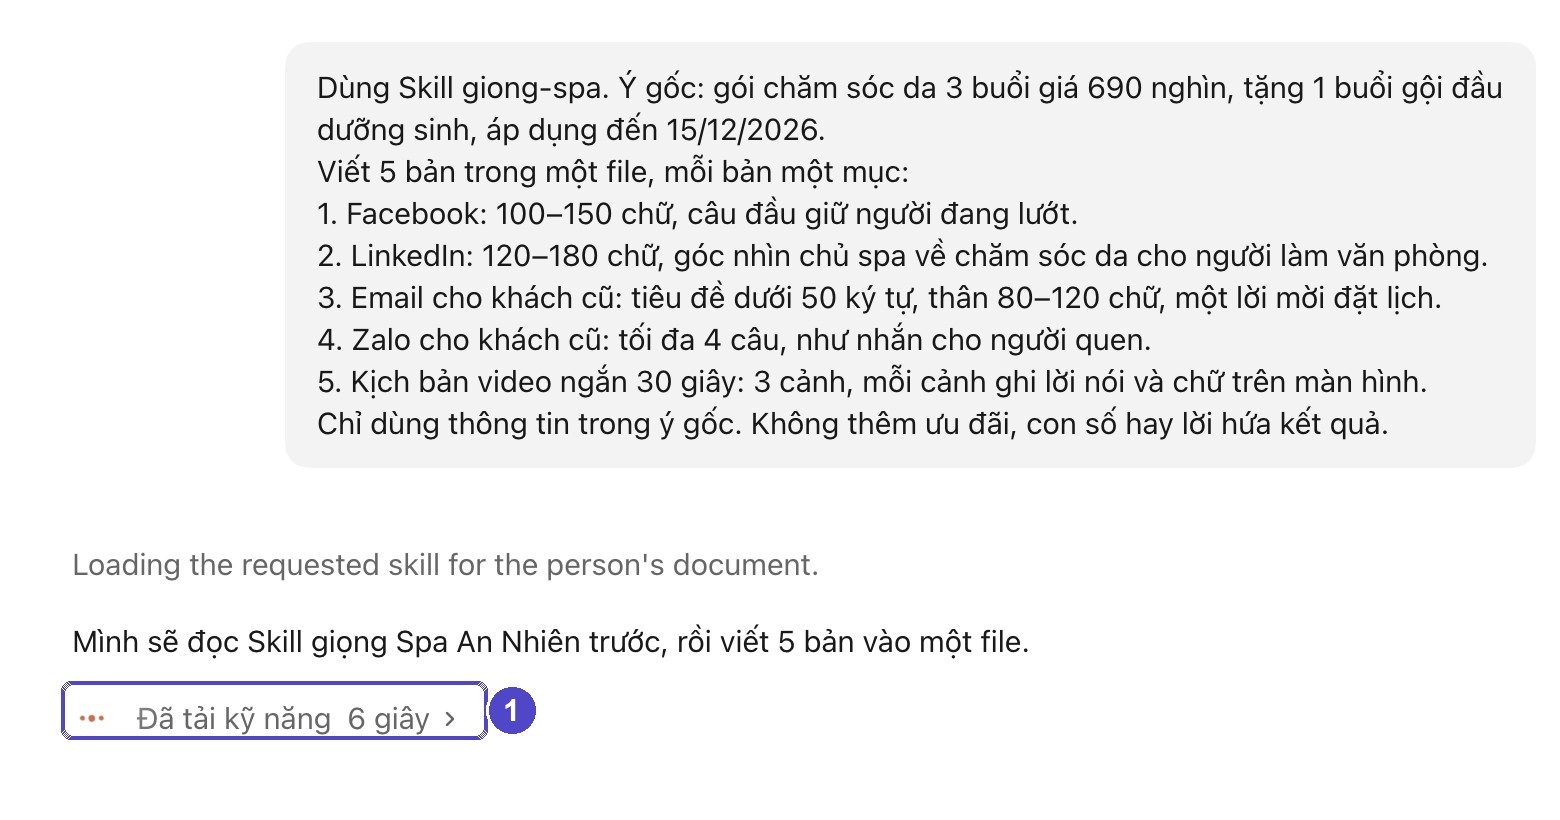 Dùng Skill giong-spa. Ý gốc: gói chăm sóc da 3 buổi giá 690 nghìn, tặng 1 buổi gội đầu
dưỡng sinh, áp dụng đến 15/12/2026.
Viết 5 bản trong một file, mỗi bản một mục:
1. Facebook: 100–150 chữ, câu đầu giữ người đang lướt.
2. LinkedIn: 120–180 chữ, góc nhìn chủ spa về chăm sóc da cho người làm văn phòng.
3. Email cho khách cũ: tiêu đề dưới 50 ký tự, thân 80–120 chữ, một lời mời đặt lịch.
4. Zalo cho khách cũ: tối đa 4 câu, như nhắn cho người quen.
5. Kịch bản video ngắn 30 giây: 3 cảnh, mỗi cảnh ghi lời nói và chữ trên màn hình.
Chỉ dùng thông tin trong ý gốc. Không thêm ưu đãi, con số hay lời hứa kết quả.
Loading the requested skill for the person's document.
Mình sẽ đọc Skill giọng Spa An Nhiên trước, rồi viết 5 bản vào một file.
Đã tải kỹ năng 6 giây >
1